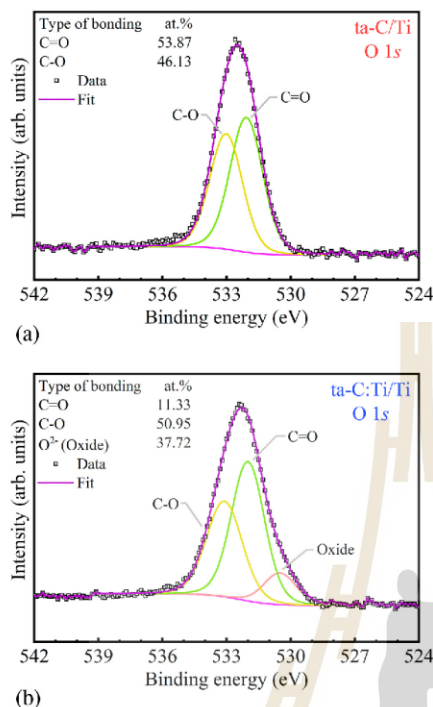 Type of bonding at.%
C=O 53.87
C-O 46.13
Data
Fit
ta-C/Ti
O 1s
C-O
C=O
Intensity (arb. units)
542 539 536 533 530 527 524
Binding energy (eV)
(a)
Type of bonding at.%
C=O 11.33
C-O 50.95
O²⁻ (Oxide) 37.72
Data
Fit
ta-C:Ti/Ti
O 1s
C=O
C-O
Oxide
Intensity (arb. units)
542 539 536 533 530 527 524
Binding energy (eV)
(b)